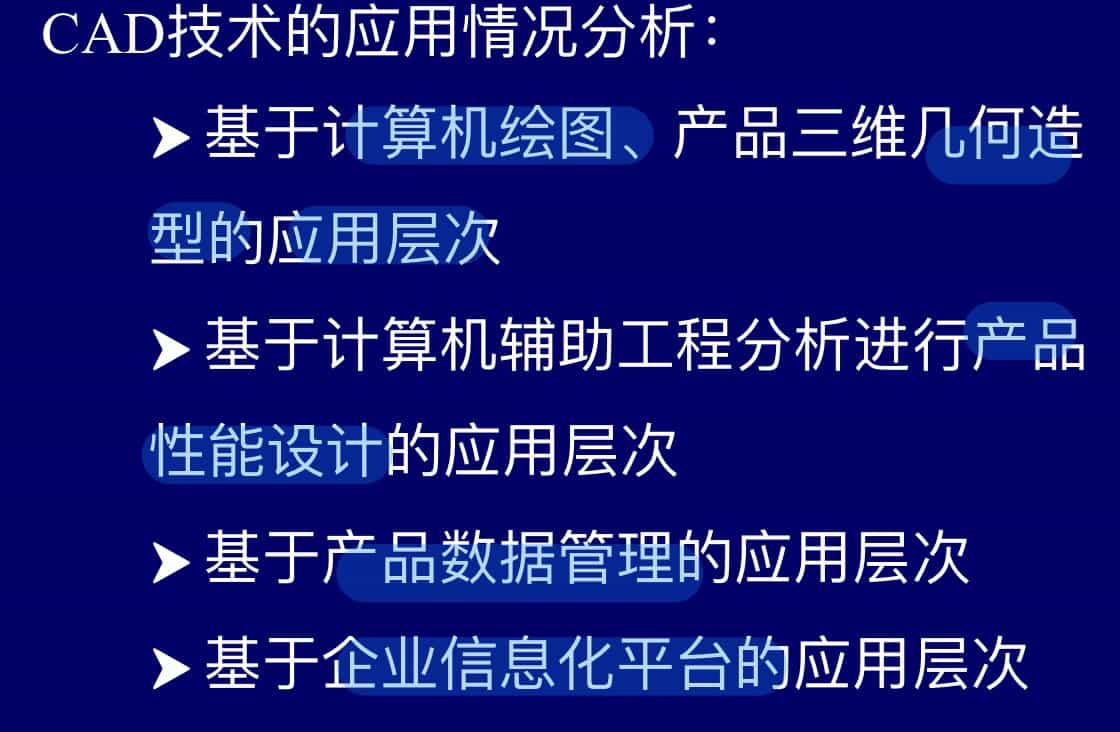 CAD技术的应用情况分析：
➤ 基于计算机绘图、产品三维几何造
型的应用层次
➤ 基于计算机辅助工程分析进行产品
性能设计的应用层次
➤ 基于产品数据管理的应用层次
➤ 基于企业信息化平台的应用层次